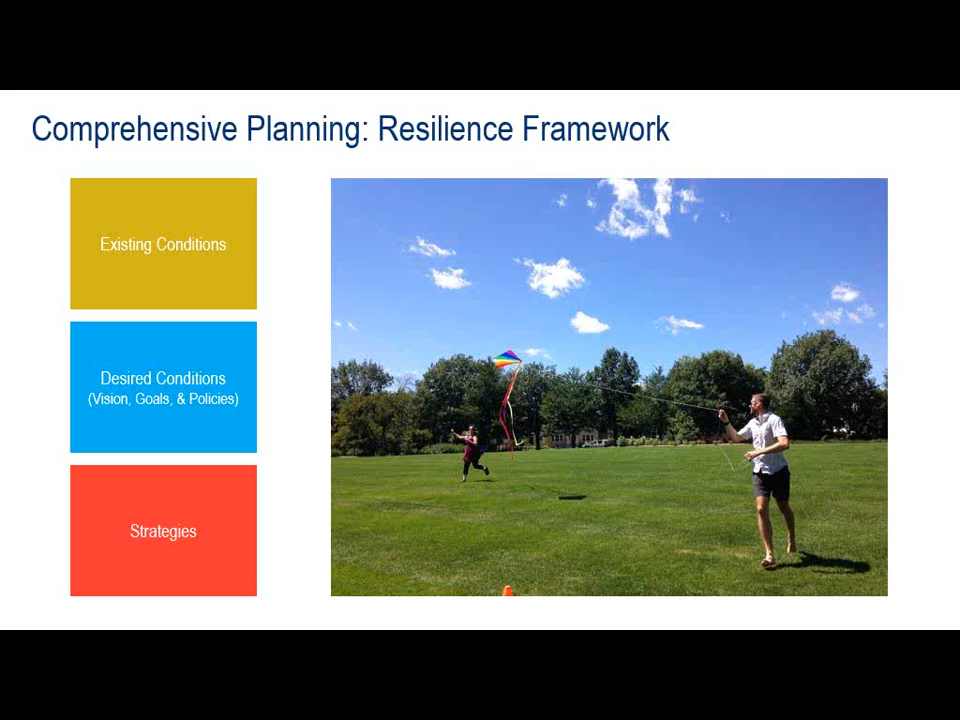 Comprehensive Planning: Resilience Framework
Existing Conditions
Desired Conditions
(Vision, Goals, & Policies)
Strategies